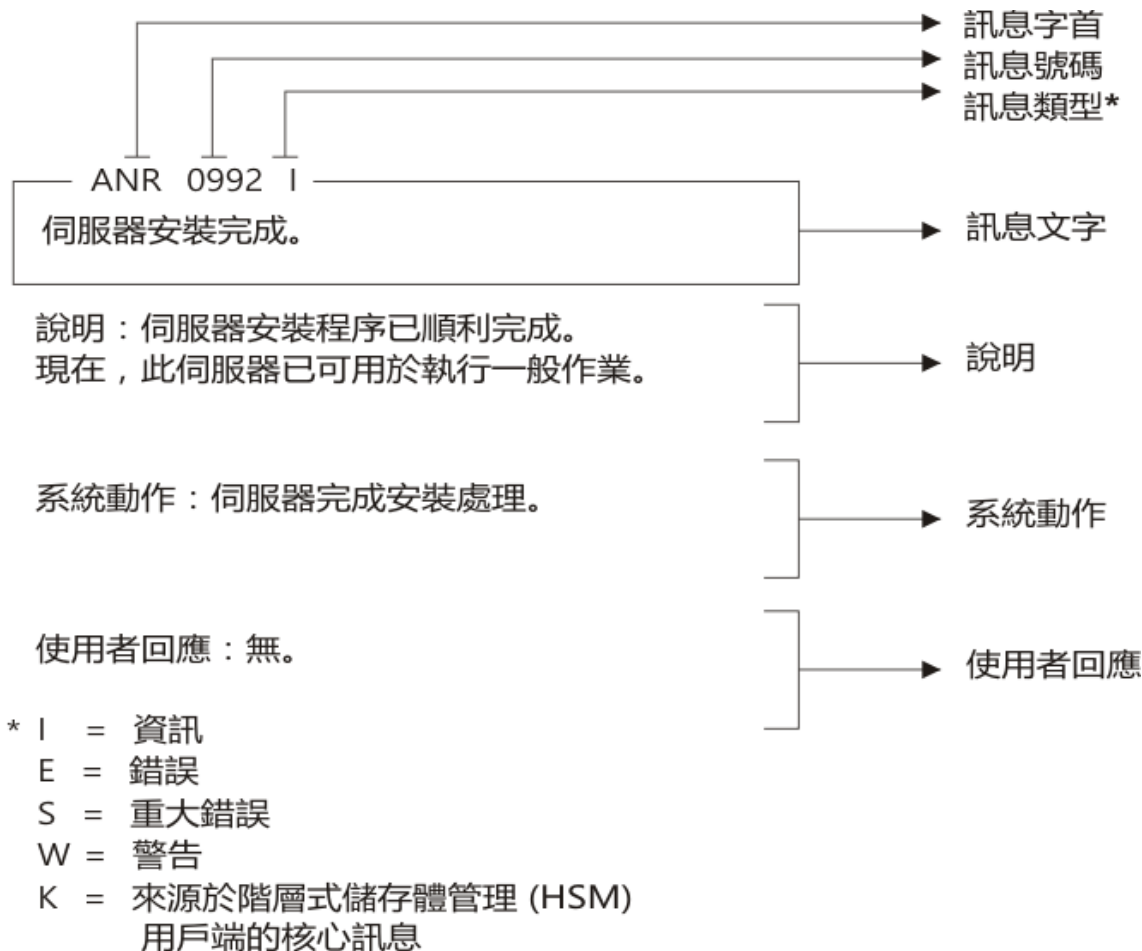 訊息字首
訊息號碼
訊息類型*
ANR 0992 I
伺服器安裝完成。
訊息文字
說明：伺服器安裝程序已順利完成。
現在，此伺服器已可用於執行一般作業。
說明
系統動作：伺服器完成安裝處理。
系統動作
使用者回應：無。
使用者回應
* I = 資訊
E = 錯誤
S = 重大錯誤
W = 警告
K = 來源於階層式儲存體管理 (HSM)
用戶端的核心訊息